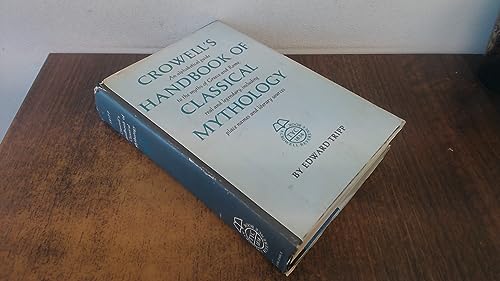 CROWELL'S
An alphabetical guide
HANDBOOK OF
to the myths of Greece and Rome,
CLASSICAL
real and legendary, including
MYTHOLOGY
place names and literary sources
BY EDWARD TRIPP